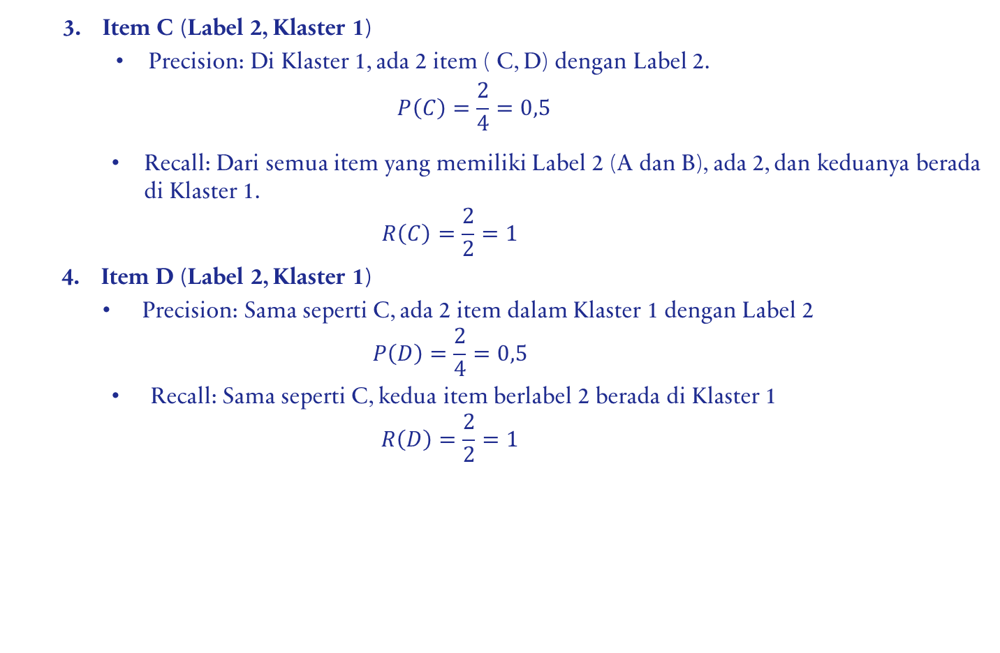 3. Item C (Label 2, Klaster 1)
• Precision: Di Klaster 1, ada 2 item ( C, D) dengan Label 2.
P(C) = 2/4 = 0,5
• Recall: Dari semua item yang memiliki Label 2 (A dan B), ada 2, dan keduanya berada
di Klaster 1.
R(C) = 2/2 = 1
4. Item D (Label 2, Klaster 1)
• Precision: Sama seperti C, ada 2 item dalam Klaster 1 dengan Label 2
P(D) = 2/4 = 0,5
• Recall: Sama seperti C, kedua item berlabel 2 berada di Klaster 1
R(D) = 2/2 = 1